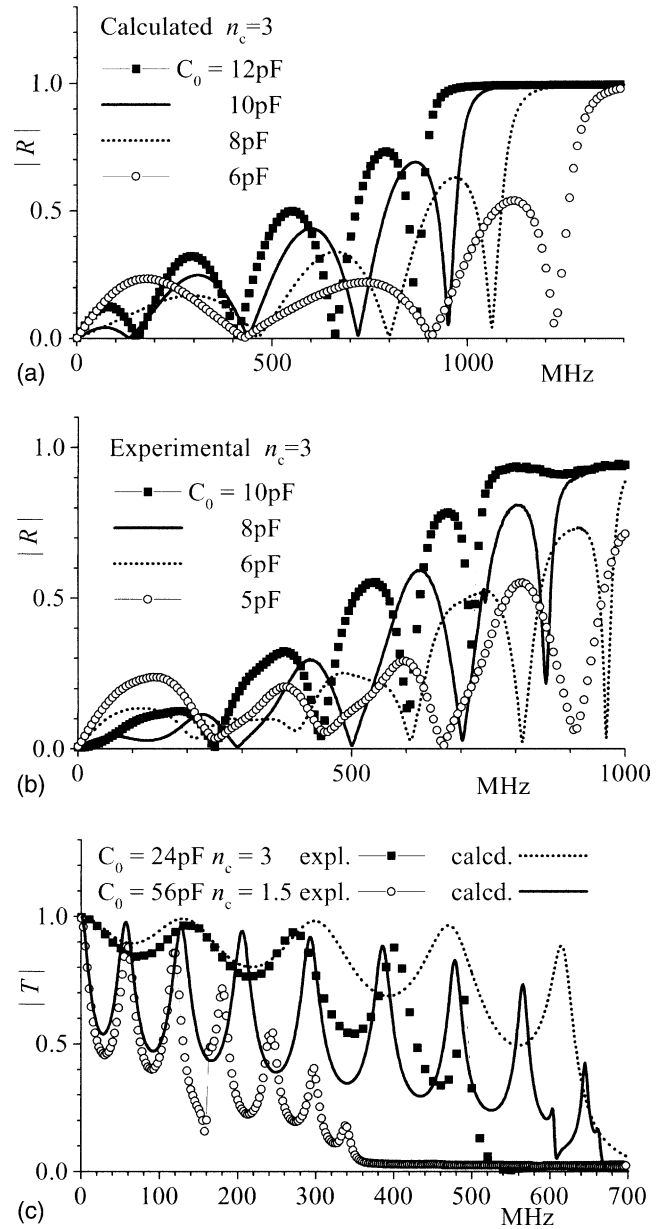 Calculated n_c=3
C_0 = 12pF
10pF
8pF
6pF
| R |
1.0
0.5
0.0
0 500 1000
MHz
(a)
Experimental n_c=3
C_0 = 10pF
8pF
6pF
5pF
| R |
1.0
0.5
0.0
0 500 1000
MHz
(b)
C_0 = 24pF n_c = 3 expl. calcd.
C_0 = 56pF n_c = 1.5 expl. calcd.
| T |
1.0
0.5
0.0
0 100 200 300 400 500 600 700
MHz
(c)